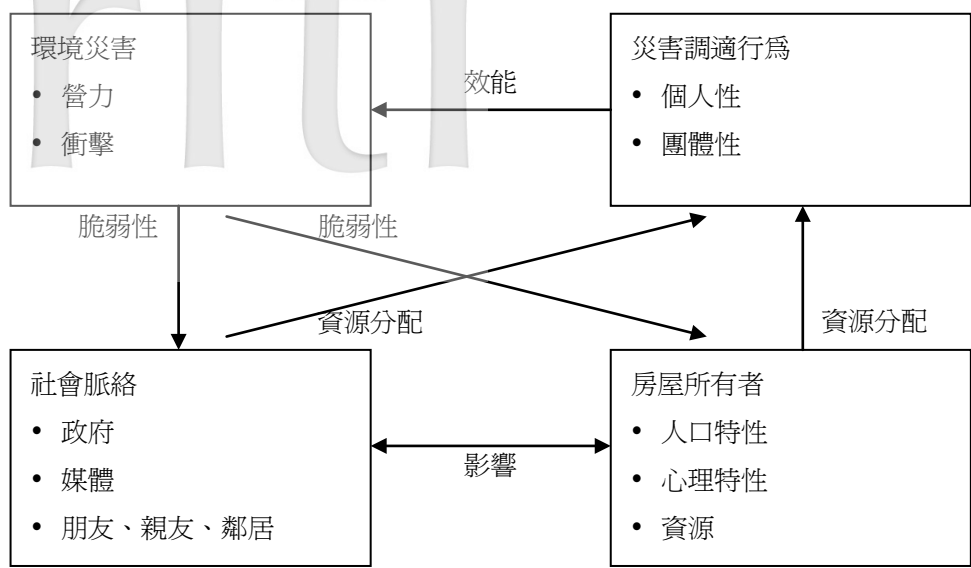 環境災害
• 營力
• 衝擊
災害調適行為
• 個人性
• 團體性
效能
脆弱性
脆弱性
資源分配
資源分配
社會脈絡
• 政府
• 媒體
• 朋友、親友、鄰居
影響
房屋所有者
• 人口特性
• 心理特性
• 資源